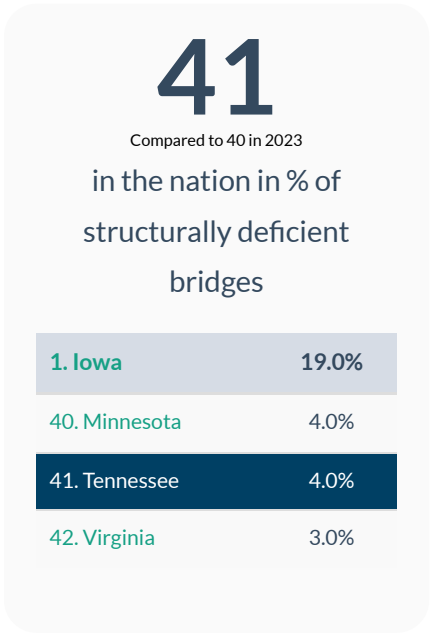 41
Compared to 40 in 2023
in the nation in % of
structurally deficient
bridges
1. Iowa 19.0%
40. Minnesota 4.0%
41. Tennessee 4.0%
42. Virginia 3.0%